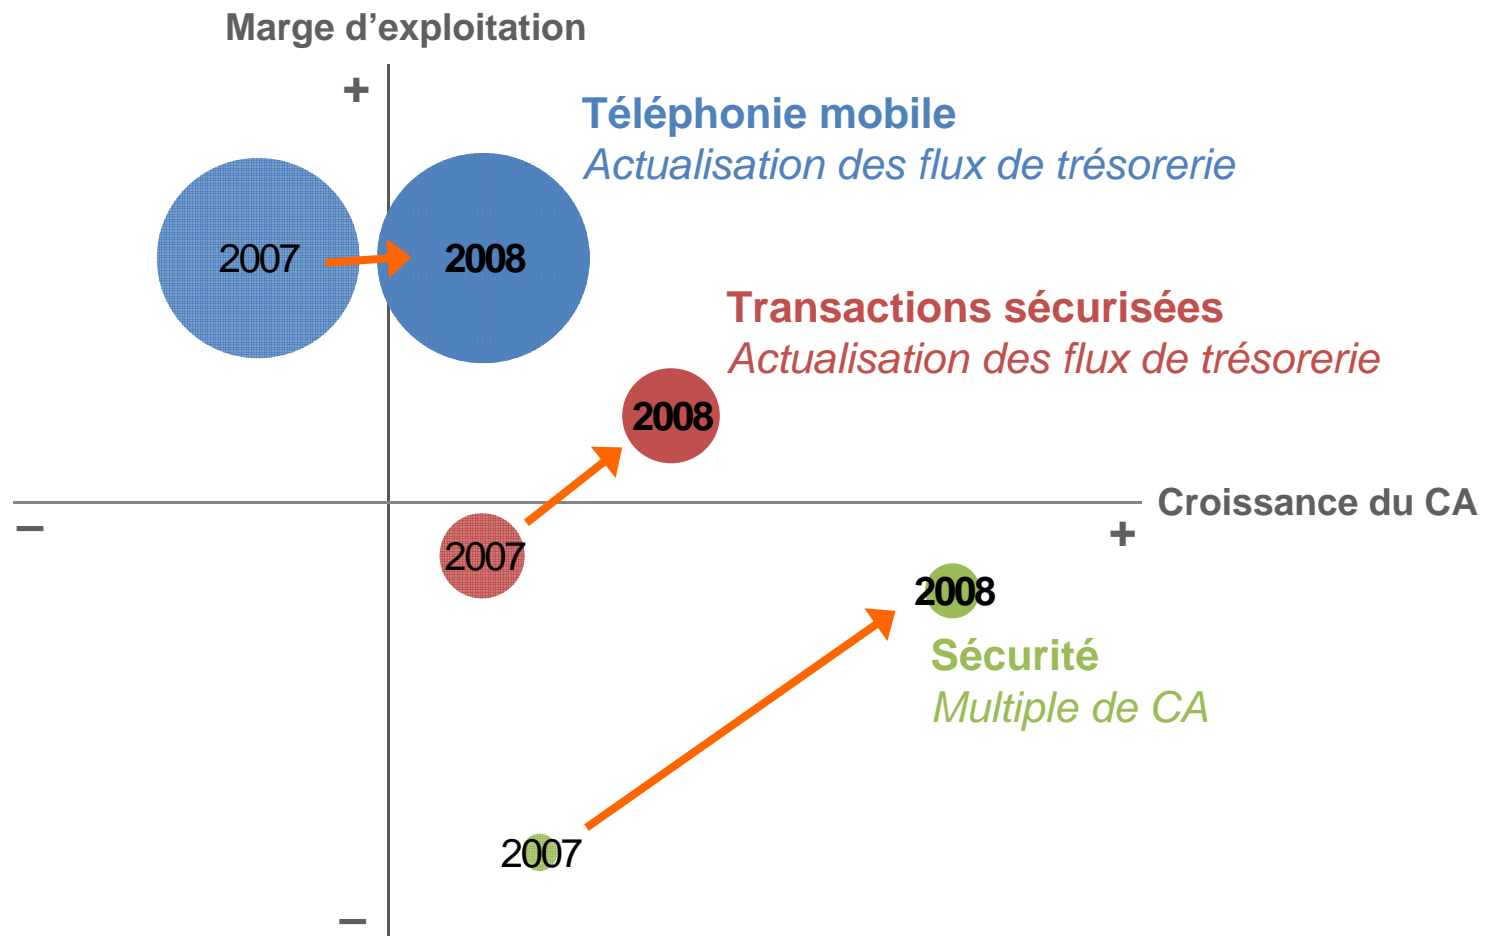 Marge d’exploitation
+
Téléphonie mobile
Actualisation des flux de trésorerie
2007
2008
Transactions sécurisées
Actualisation des flux de trésorerie
2008
Croissance du CA
–
+
2007
2008
Sécurité
Multiple de CA
2007
–